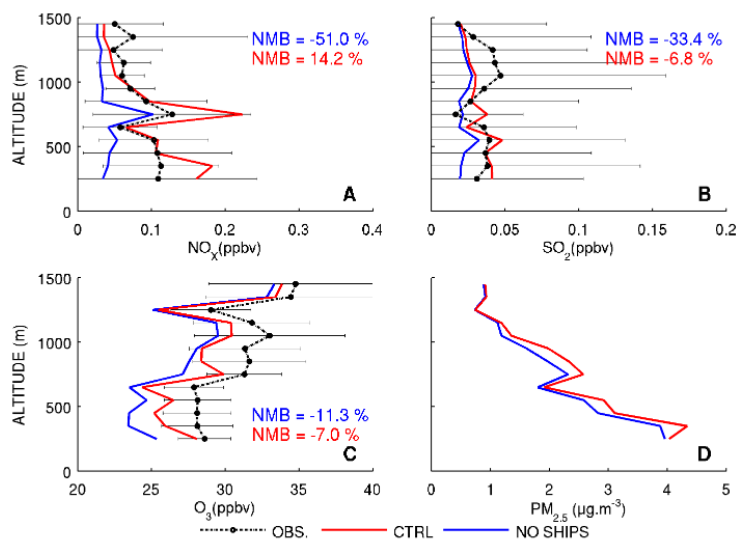 1500
1000
500
0
ALTITUDE (m)
NMB = -51.0 %
NMB = 14.2 %
A
0 0.1 0.2 0.3 0.4
NOX(ppbv)
NMB = -33.4 %
NMB = -6.8 %
B
0 0.05 0.1 0.15 0.2
SO2(ppbv)
1500
1000
500
0
ALTITUDE (m)
NMB = -11.3 %
NMB = -7.0 %
C
20 25 30 35 40
O3(ppbv)
D
0 1 2 3 4 5
PM2.5 (µg.m-3)
OBS. CTRL NO SHIPS